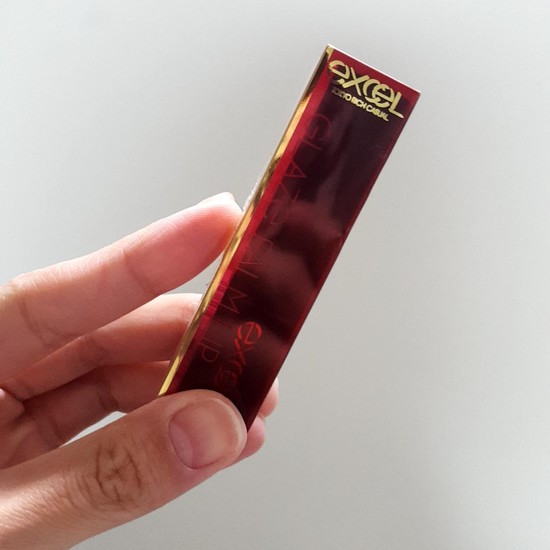 excel
TOKYO RICH CASUAL
GLAZE BALM LIP
excel